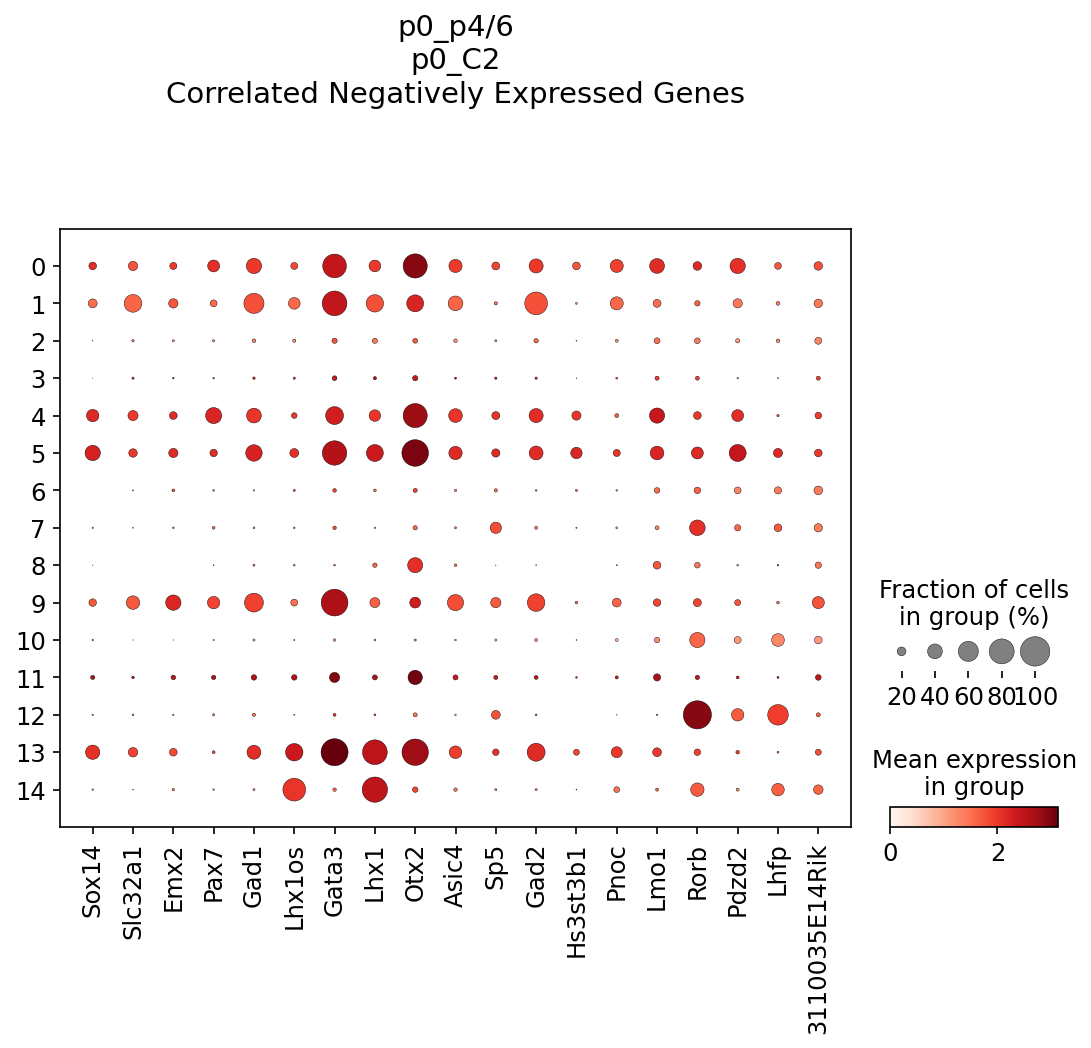 p0_p4/6
p0_C2
Correlated Negatively Expressed Genes
0
1
2
3
4
5
6
7
8
9
10
11
12
13
14
Sox14
Slc32a1
Emx2
Pax7
Gad1
Lhx1os
Gata3
Lhx1
Otx2
Asic4
Sp5
Gad2
Hs3st3b1
Pnoc
Lmo1
Rorb
Pdzd2
Lhfp
3110035E14Rik
Fraction of cells
in group (%)
20 40 60 80 100
Mean expression
in group
0 2